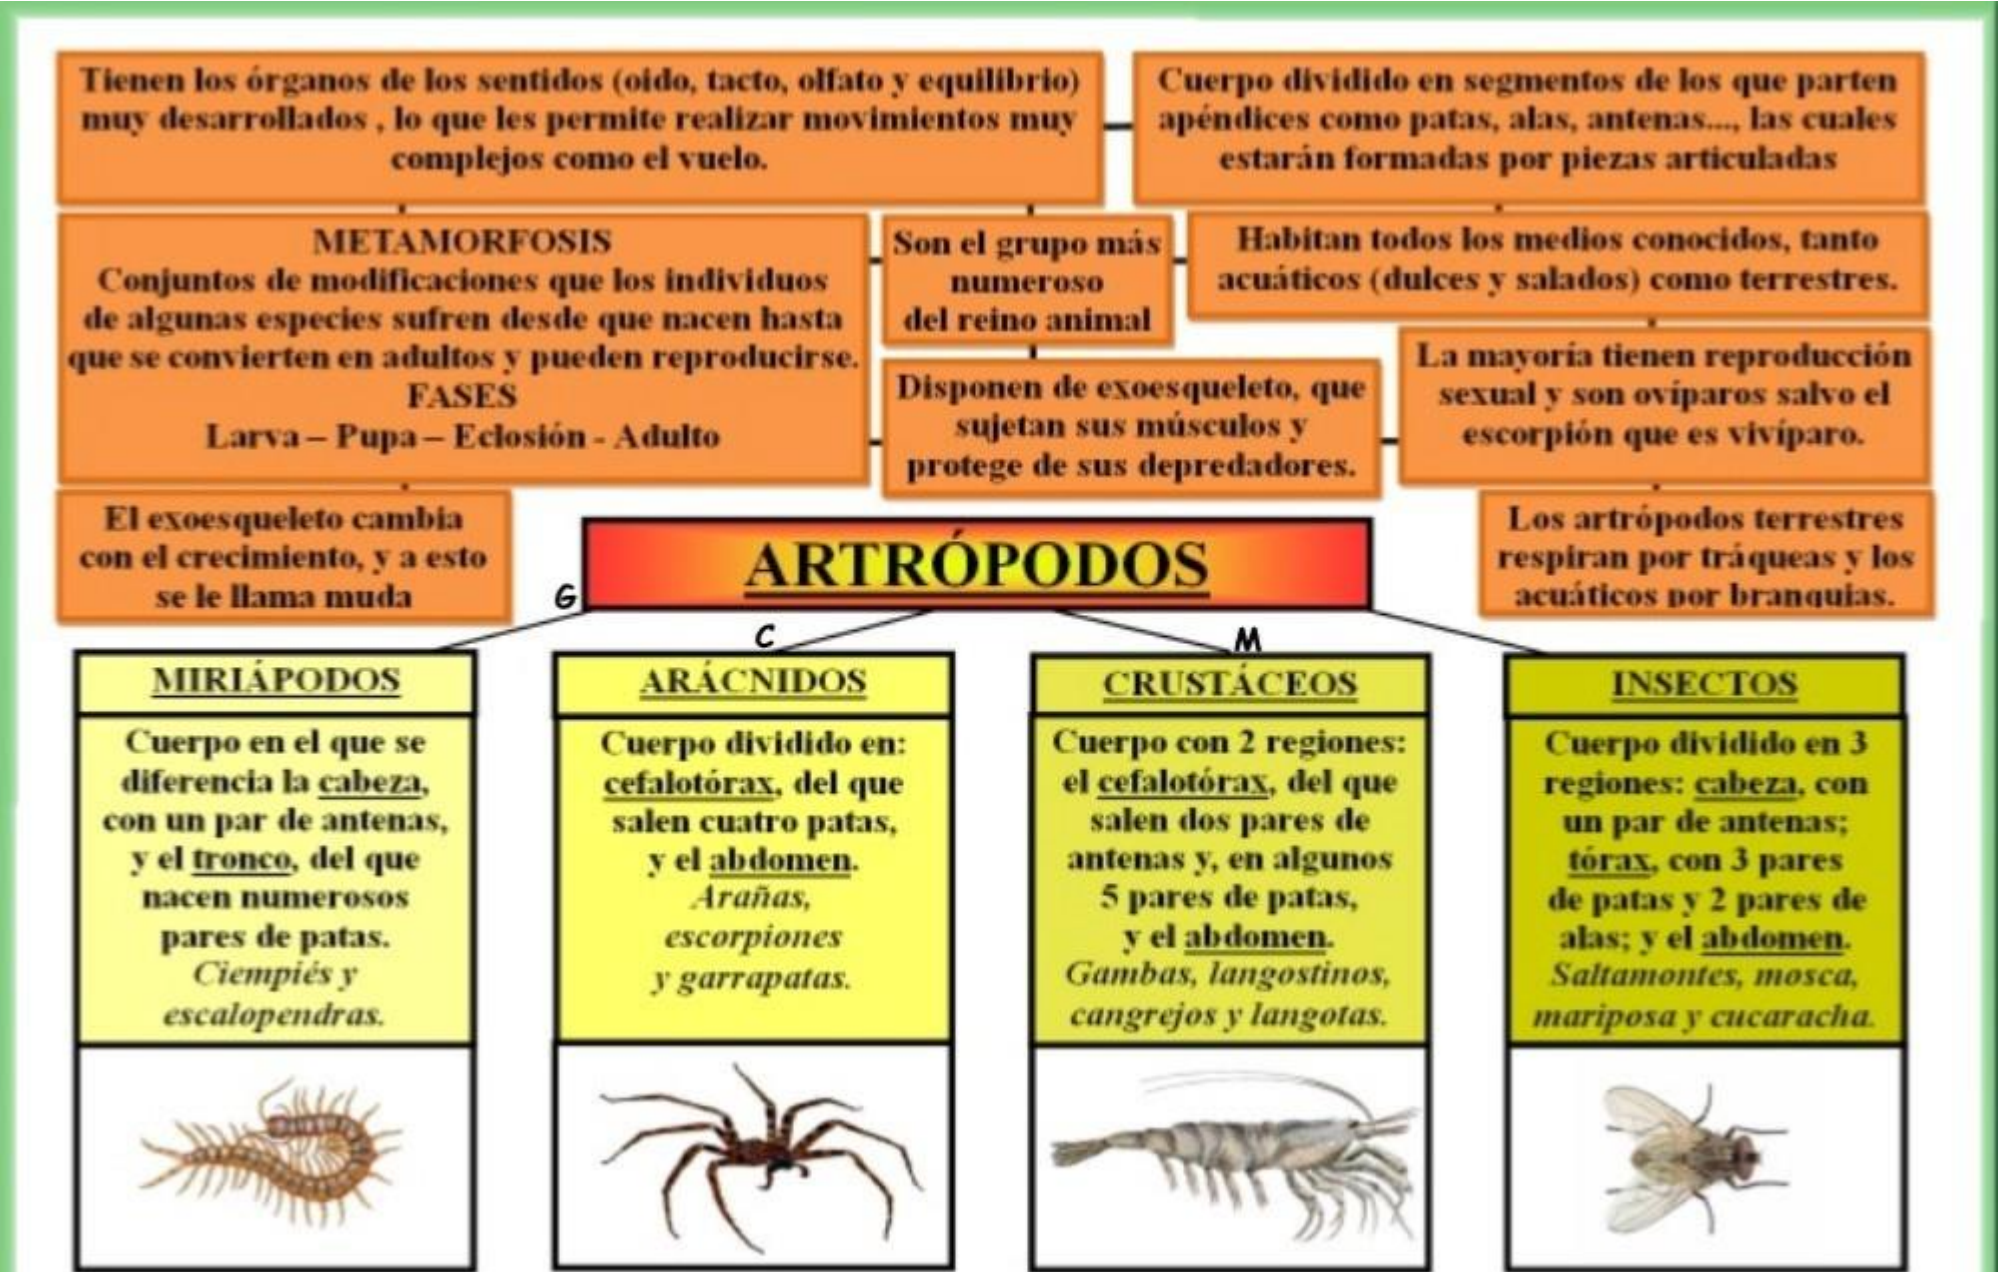 Tienen los órganos de los sentidos (oido, tacto, olfato y equilibrio)
muy desarrollados , lo que les permite realizar movimientos muy
complejos como el vuelo.
Cuerpo dividido en segmentos de los que parten
apéndices como patas, alas, antenas..., las cuales
estarán formadas por piezas articuladas
METAMORFOSIS
Conjuntos de modificaciones que los individuos
de algunas especies sufren desde que nacen hasta
que se convierten en adultos y pueden reproducirse.
FASES
Larva – Pupa – Eclosión - Adulto
Son el grupo más
numeroso
del reino animal
Habitan todos los medios conocidos, tanto
acuáticos (dulces y salados) como terrestres.
Disponen de exoesqueleto, que
sujetan sus músculos y
protege de sus depredadores.
La mayoría tienen reproducción
sexual y son ovíparos salvo el
escorpión que es vivíparo.
El exoesqueleto cambia
con el crecimiento, y a esto
se le llama muda
Los artrópodos terrestres
respiran por tráqueas y los
acuáticos por branquias.
ARTRÓPODOS
G
C
M
MIRIÁPODOS
Cuerpo en el que se
diferencia la cabeza,
con un par de antenas,
y el tronco, del que
nacen numerosos
pares de patas.
Ciempiés y
escalopendras.
ARÁCNIDOS
Cuerpo dividido en:
cefalotórax, del que
salen cuatro patas,
y el abdomen.
Arañas,
escorpiones
y garrapatas.
CRUSTÁCEOS
Cuerpo con 2 regiones:
el cefalotórax, del que
salen dos pares de
antenas y, en algunos
5 pares de patas,
y el abdomen.
Gambas, langostinos,
cangrejos y langotas.
INSECTOS
Cuerpo dividido en 3
regiones: cabeza, con
un par de antenas;
tórax, con 3 pares
de patas y 2 pares de
alas; y el abdomen.
Saltamontes, mosca,
mariposa y cucaracha.